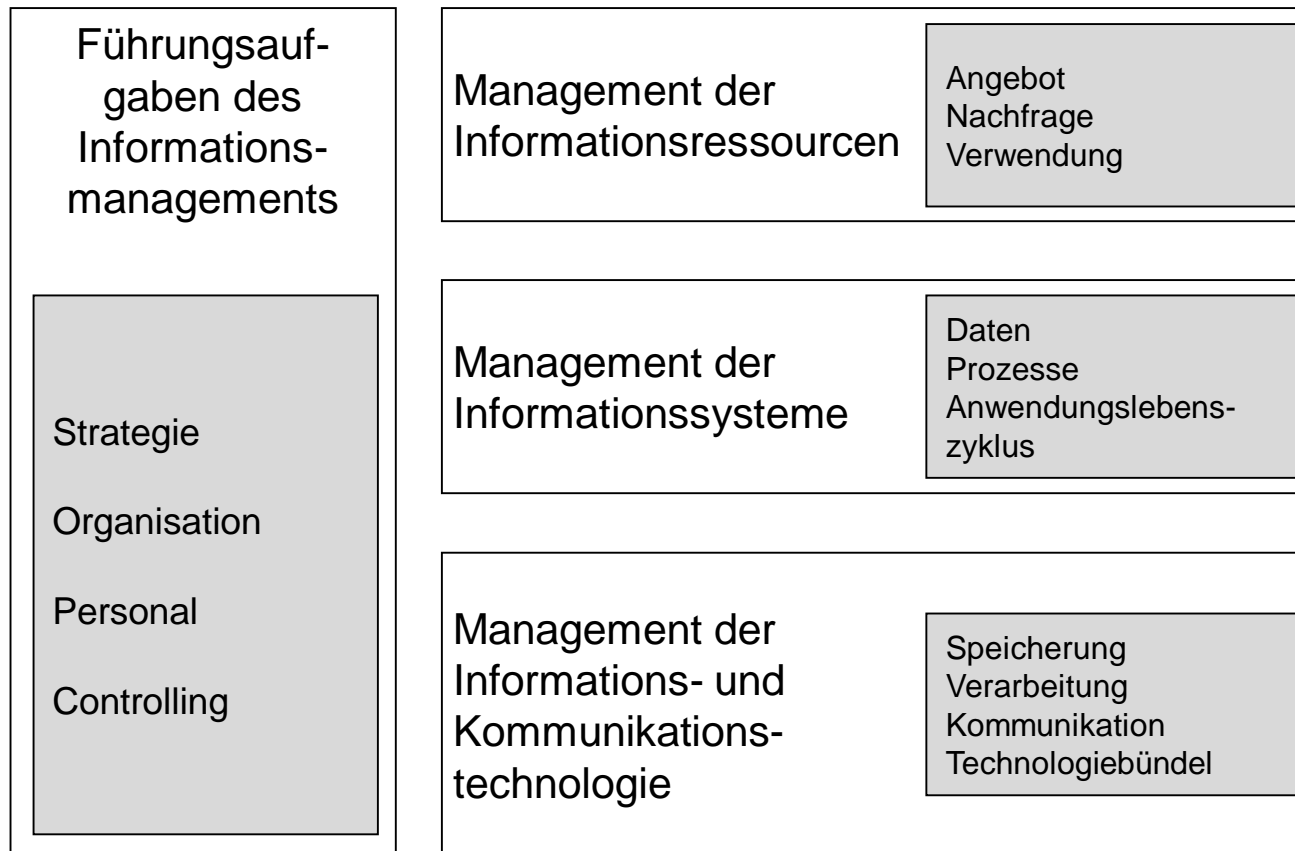 Führungsauf-
gaben des
Informations-
managements
Strategie
Organisation
Personal
Controlling
Management der
Informationsressourcen
Angebot
Nachfrage
Verwendung
Management der
Informationssysteme
Daten
Prozesse
Anwendungslebens-
zyklus
Management der
Informations- und
Kommunikations-
technologie
Speicherung
Verarbeitung
Kommunikation
Technologiebündel